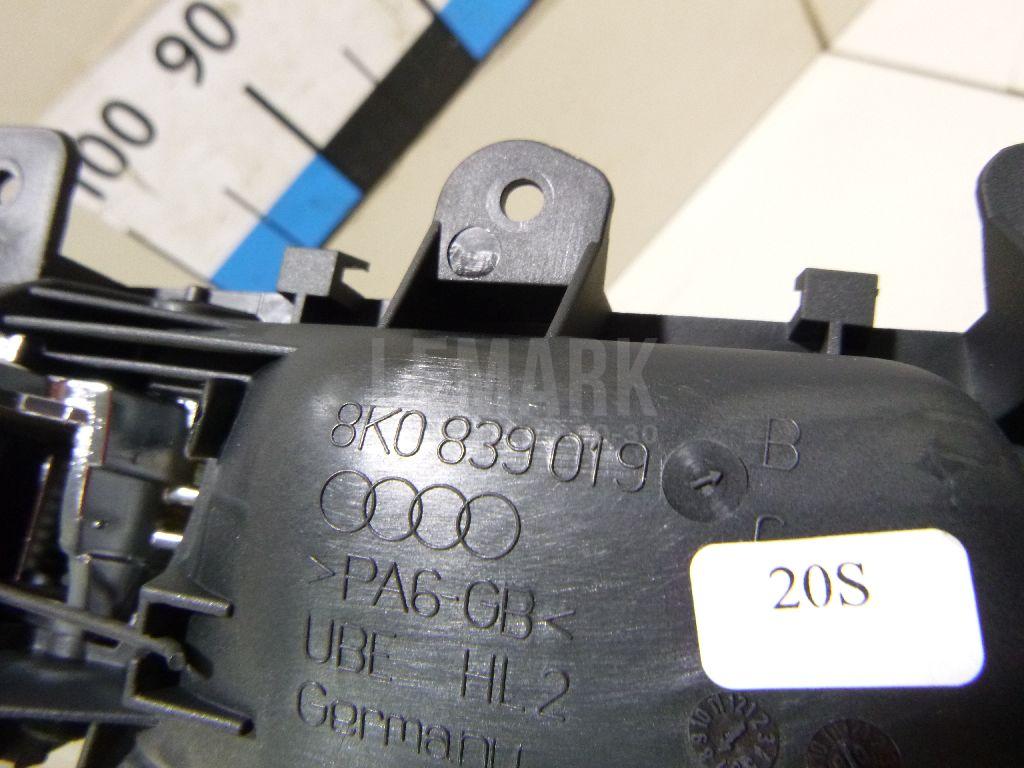 90
100
LEMARK
8K0 839 019 B
>PA6-GB<
20S
UBE HL 2
Germany